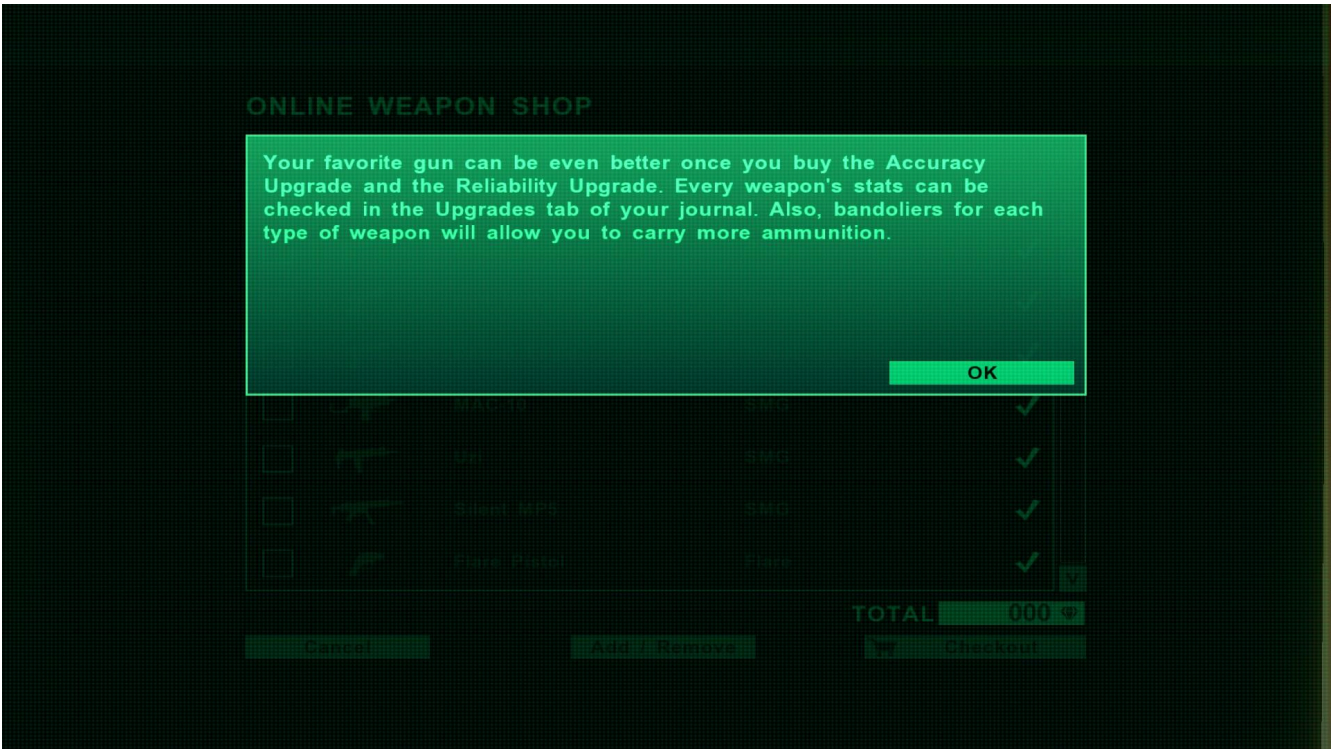 ONLINE WEAPON SHOP
Your favorite gun can be even better once you buy the Accuracy
Upgrade and the Reliability Upgrade. Every weapon's stats can be
checked in the Upgrades tab of your journal. Also, bandoliers for each
type of weapon will allow you to carry more ammunition.
OK
MAC-10 SMG
Uzi SMG
Silent MP5 SMG
Flare Pistol Flare
TOTAL 000
Cancel Add / Remove Checkout